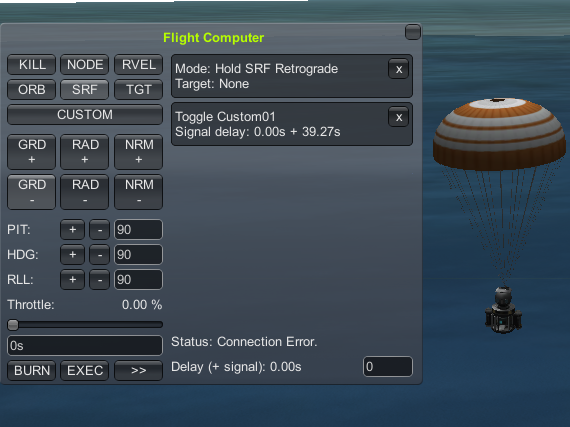 Flight Computer
KILL NODE RVEL
ORB SRF TGT
CUSTOM
GRD + RAD + NRM +
GRD - RAD - NRM -
PIT: + - 90
HDG: + - 90
RLL: + - 90
Throttle: 0.00 %
0s
BURN EXEC >>
Mode: Hold SRF Retrograde x
Target: None
Toggle Custom01 x
Signal delay: 0.00s + 39.27s
Status: Connection Error.
Delay (+ signal): 0.00s 0